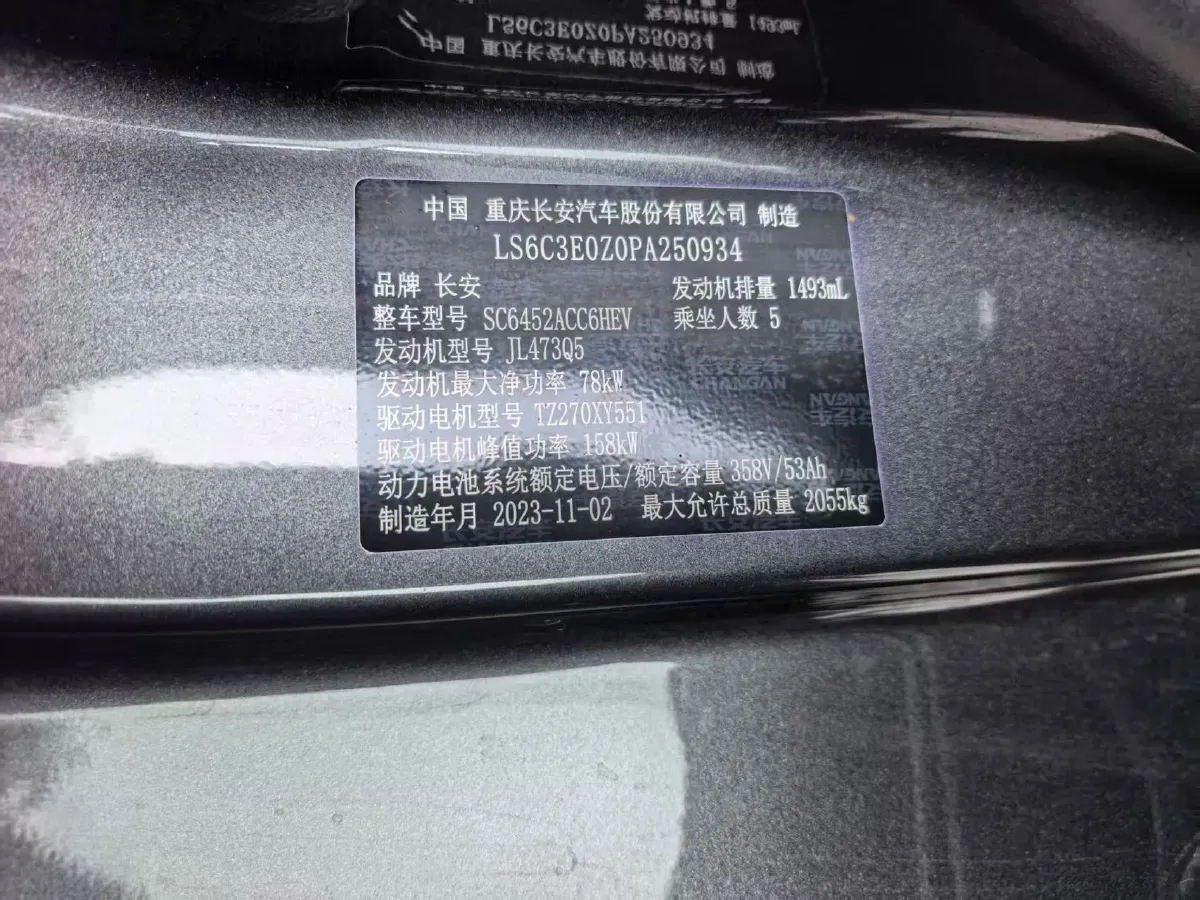 中国 重庆长安汽车股份有限公司 制造
LS6C3E0Z0PA250934
品牌 长安 发动机排量 1493mL
整车型号 SC6452ACC6HEV 乘坐人数 5
发动机型号 JL473Q5
发动机最大净功率 78kW
驱动电机型号 TZ270XY551
驱动电机峰值功率 158kW
动力电池系统额定电压/额定容量 358V/53Ah
制造年月 2023-11-02 最大允许总质量 2055kg